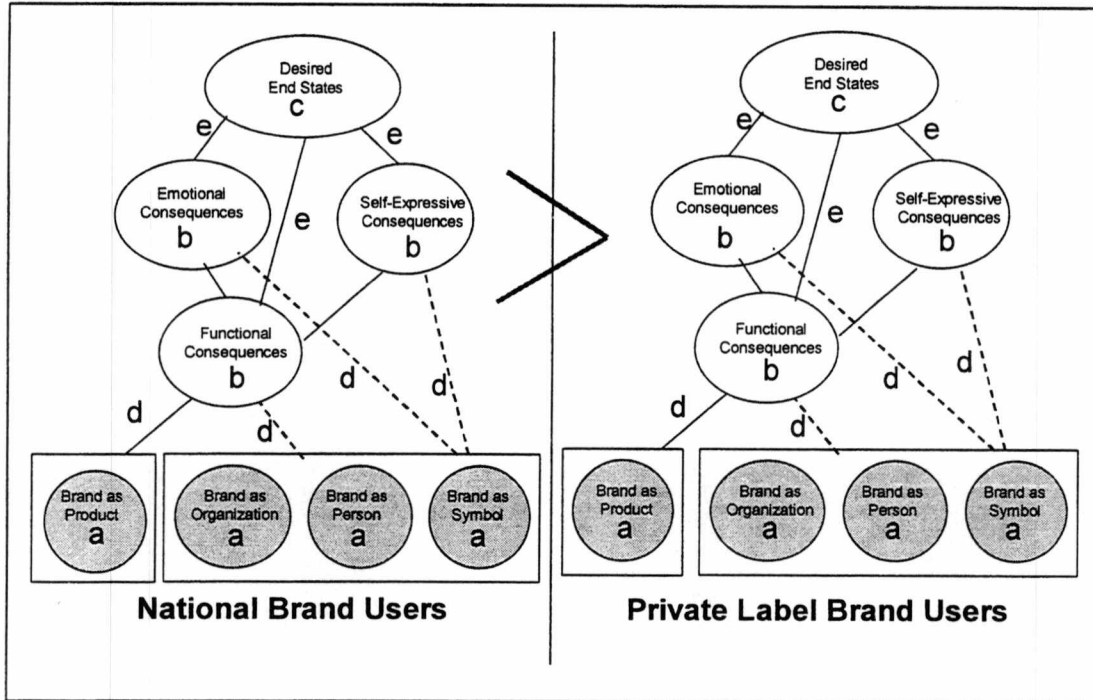 Desired
End States
c
e
e
Emotional
Consequences
b
Self-Expressive
Consequences
b
e
Functional
Consequences
b
d
d
d
d
Brand as
Product
a
Brand as
Organization
a
Brand as
Person
a
Brand as
Symbol
a
National Brand Users
>
Desired
End States
c
e
e
Emotional
Consequences
b
Self-Expressive
Consequences
b
e
Functional
Consequences
b
d
d
d
d
Brand as
Product
a
Brand as
Organization
a
Brand as
Person
a
Brand as
Symbol
a
Private Label Brand Users